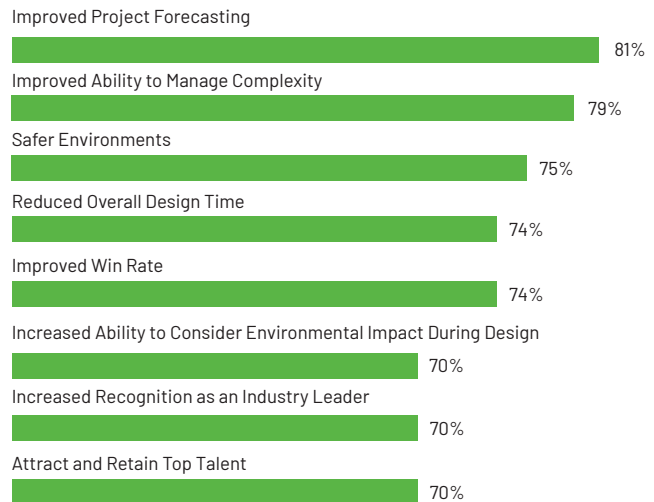 Improved Project Forecasting
81%
Improved Ability to Manage Complexity
79%
Safer Environments
75%
Reduced Overall Design Time
74%
Improved Win Rate
74%
Increased Ability to Consider Environmental Impact During Design
70%
Increased Recognition as an Industry Leader
70%
Attract and Retain Top Talent
70%